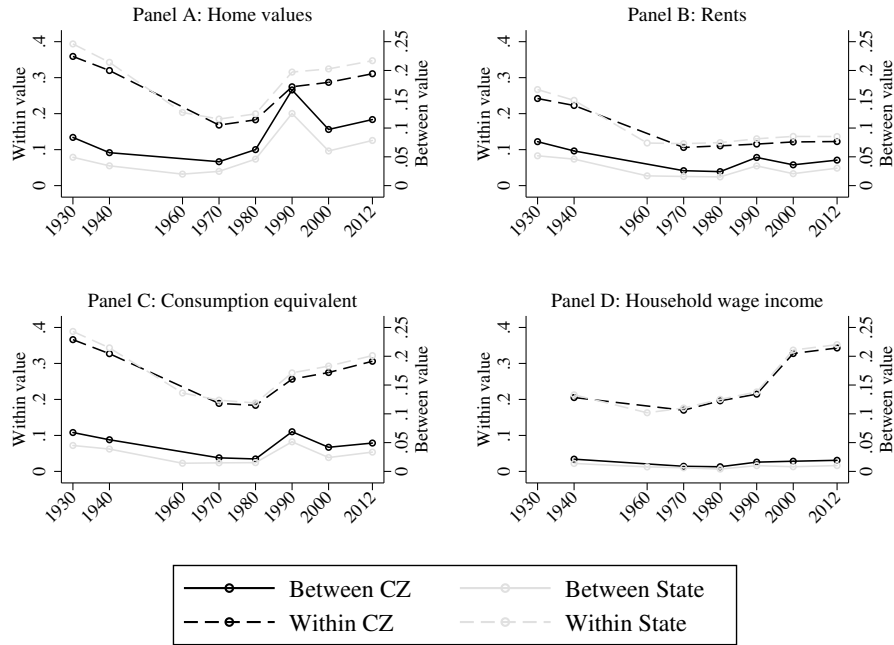 Panel A: Home values
Within value
.4
.3
.2
.1
0
.25
.2
.15
.1
.05
0
Between value
1930 1940 1960 1970 1980 1990 2000 2012
Panel B: Rents
Within value
.4
.3
.2
.1
0
.25
.2
.15
.1
.05
0
Between value
1930 1940 1960 1970 1980 1990 2000 2012
Panel C: Consumption equivalent
Within value
.4
.3
.2
.1
0
.25
.2
.15
.1
.05
0
Between value
1930 1940 1960 1970 1980 1990 2000 2012
Panel D: Household wage income
Within value
.4
.3
.2
.1
0
.25
.2
.15
.1
.05
0
Between value
1930 1940 1960 1970 1980 1990 2000 2012
Between CZ Between State
Within CZ Within State